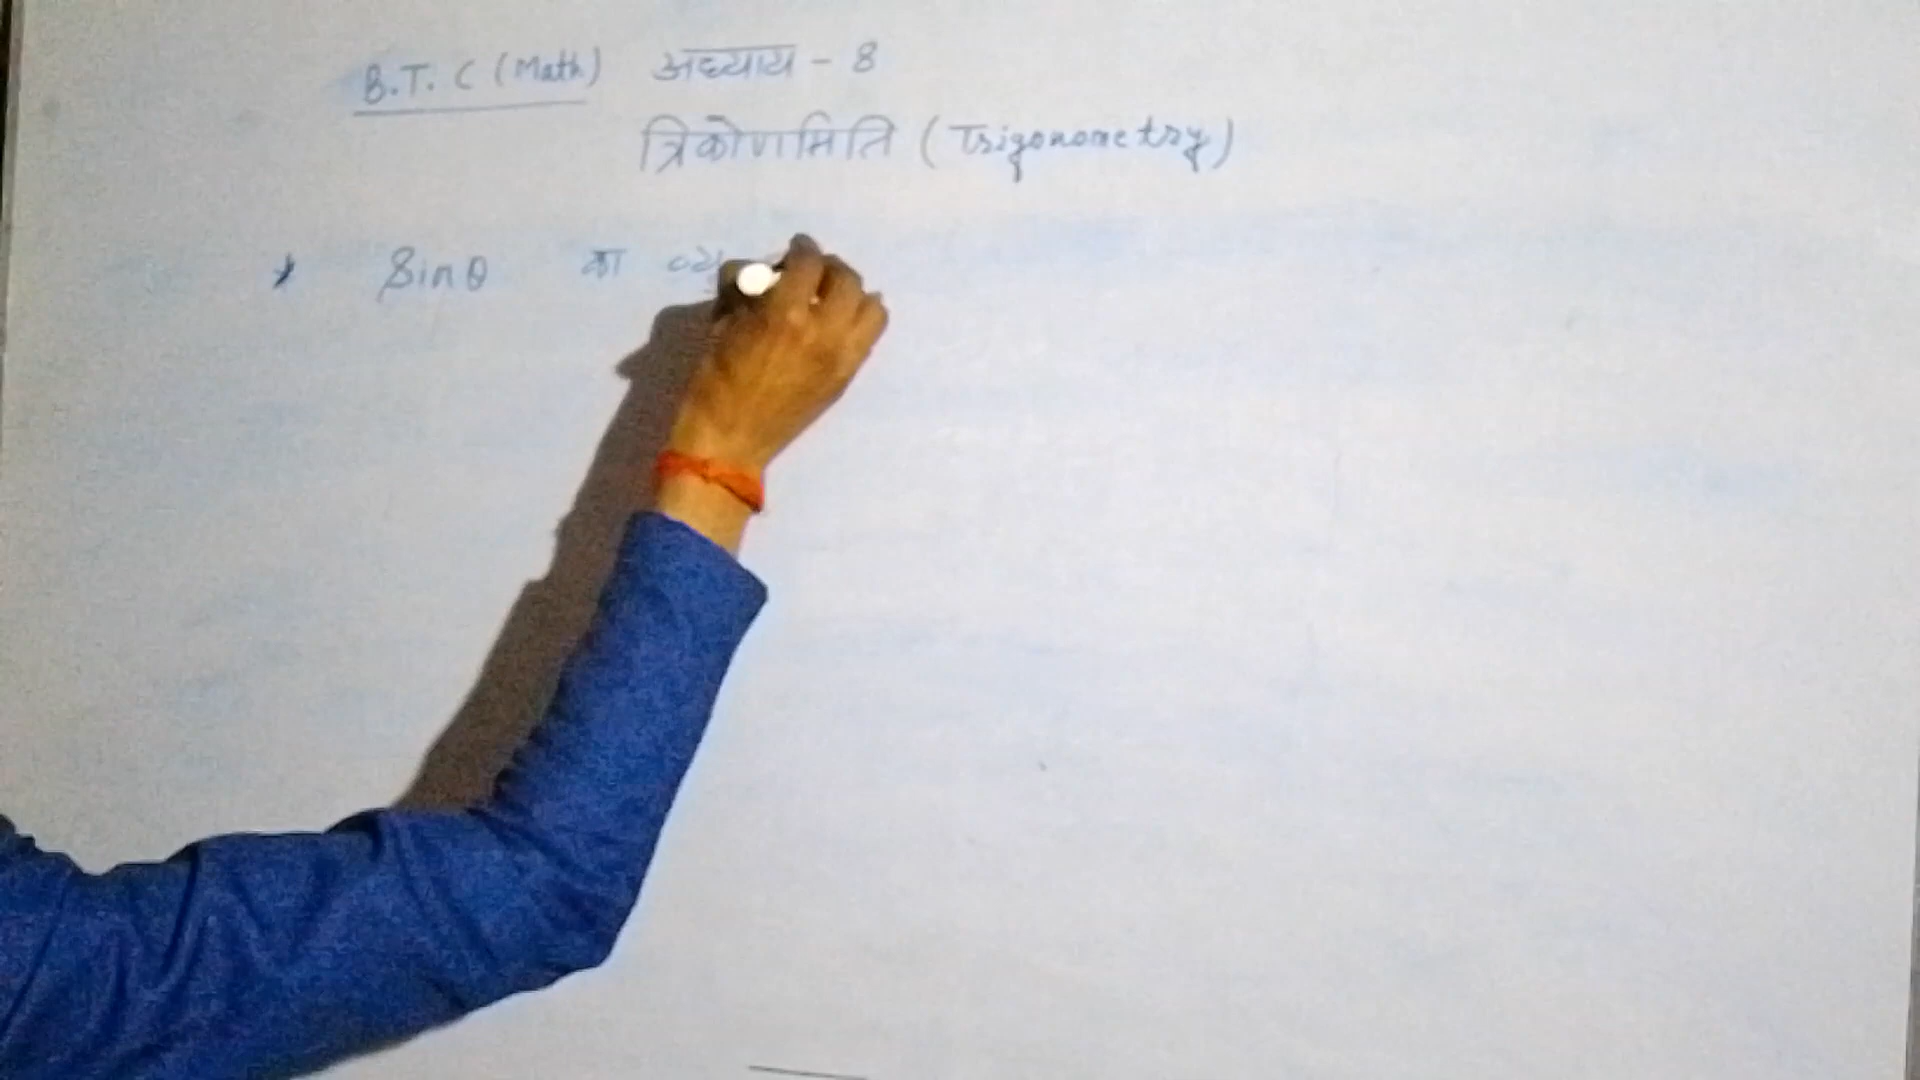 B.T.C (Math) अध्याय - 8
त्रिकोणमिति (Trigonometry)
* Sinθ का